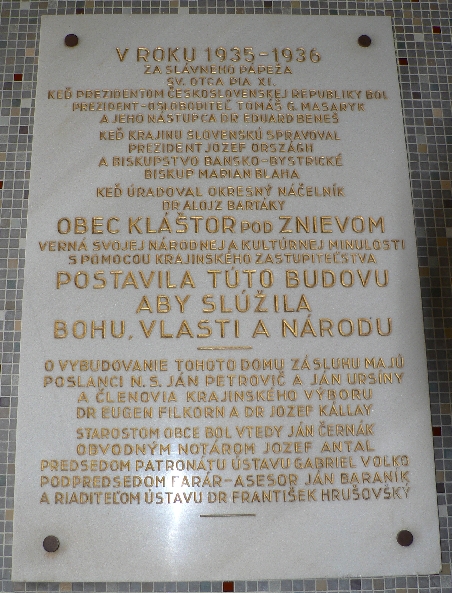 V ROKU 1935-1936
ZA SLÁVNEHO PÁPEŽA
SV. OTCA PIA XI.
KEĎ PREZIDENTOM ČESKOSLOVENSKEJ REPUBLIKY BOL
PREZIDENT-OSLOBODITEĽ TOMÁŠ G. MASARYK
A JEHO NÁSTUPCA DR EDUARD BENEŠ
KEĎ KRAJINU SLOVENSKÚ SPRAVOVAL
PREZIDENT JOZEF ORSZÁGH
A BISKUPSTVO BANSKO-BYSTRICKÉ
BISKUP MARIAN BLAHA
KEĎ ÚRADOVAL OKRESNÝ NÁČELNÍK
DR ALOJZ BARTÁKY
OBEC KLÁŠTOR POD ZNIEVOM
VERNÁ SVOJEJ NÁRODNEJ A KULTÚRNEJ MINULOSTI
S POMOCOU KRAJINSKÉHO ZASTUPITEĽSTVA
POSTAVILA TÚTO BUDOVU
ABY SLÚŽILA
BOHU, VLASTI A NÁRODU
O VYBUDOVANIE TOHOTO DOMU ZÁSLUHU MAJÚ
POSLANCI N. S. JÁN PETROVIČ A JÁN URSÍNY
A ČLENOVIA KRAJINSKÉHO VÝBORU
DR EUGEN FILKORN A DR JOZEF KÁLLAY
STAROSTOM OBCE BOL VTEDY JÁN ČERNÁK
OBVODNÝM NOTÁROM JOZEF ANTAL
PREDSEDOM PATRONÁTU ÚSTAVU GABRIEL VOLKO
PODPREDSEDOM FARÁR-ASESOR JÁN BARÁNIK
A RIADITEĽOM ÚSTAVU DR FRANTIŠEK HRUŠOVSKÝ